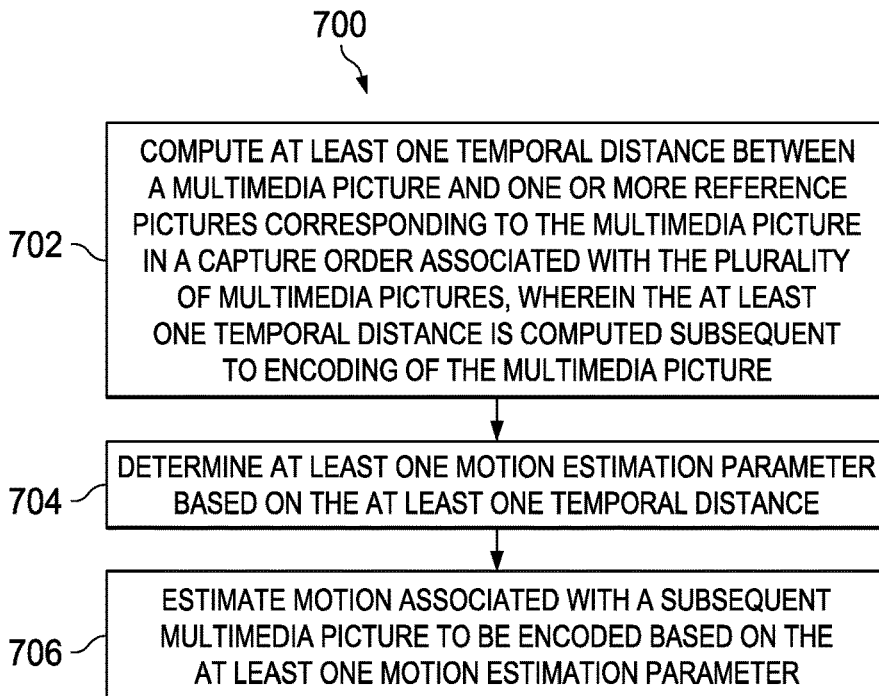 700
702
COMPUTE AT LEAST ONE TEMPORAL DISTANCE BETWEEN
A MULTIMEDIA PICTURE AND ONE OR MORE REFERENCE
PICTURES CORRESPONDING TO THE MULTIMEDIA PICTURE
IN A CAPTURE ORDER ASSOCIATED WITH THE PLURALITY
OF MULTIMEDIA PICTURES, WHEREIN THE AT LEAST
ONE TEMPORAL DISTANCE IS COMPUTED SUBSEQUENT
TO ENCODING OF THE MULTIMEDIA PICTURE
704
DETERMINE AT LEAST ONE MOTION ESTIMATION PARAMETER
BASED ON THE AT LEAST ONE TEMPORAL DISTANCE
706
ESTIMATE MOTION ASSOCIATED WITH A SUBSEQUENT
MULTIMEDIA PICTURE TO BE ENCODED BASED ON THE
AT LEAST ONE MOTION ESTIMATION PARAMETER